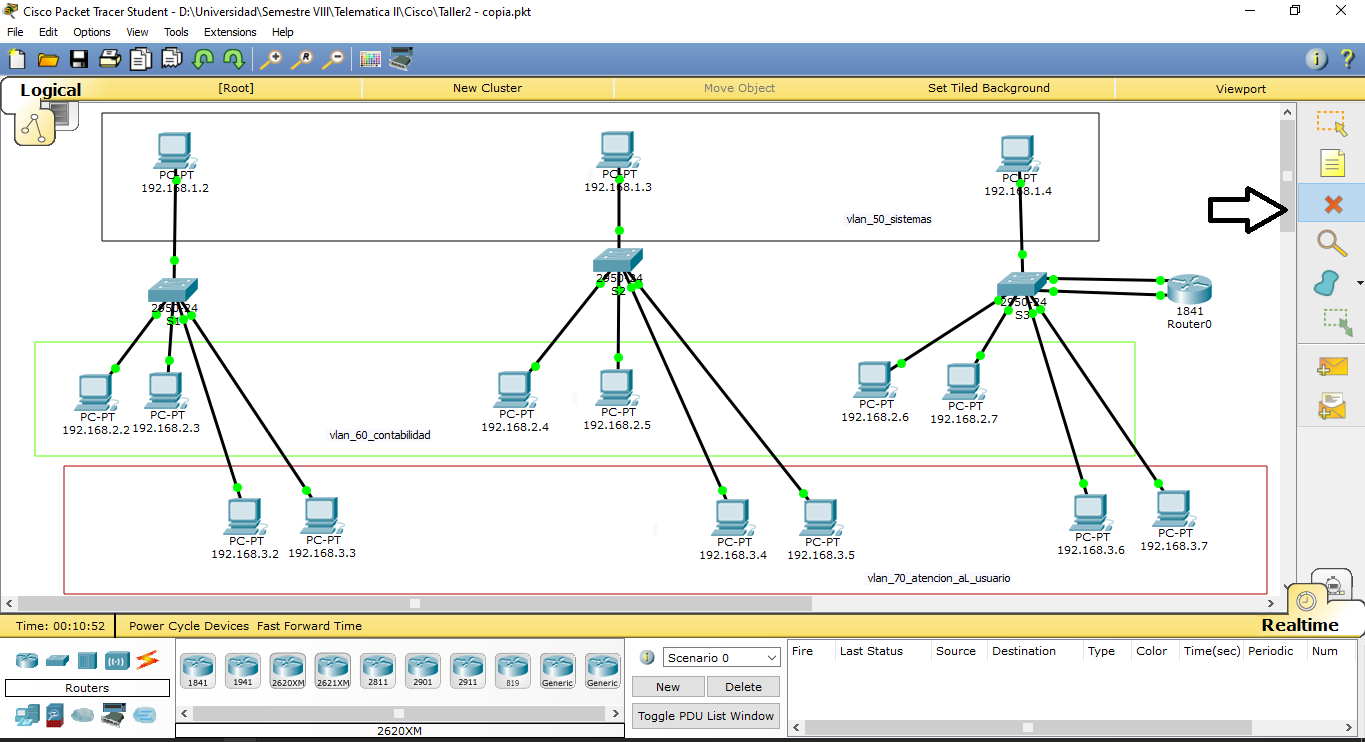 Cisco Packet Tracer Student - D:\Universidad\Semestre VIII\Telematica II\Cisco\Taller2 - copia.pkt
File Edit Options View Tools Extensions Help
Logical [Root] New Cluster Move Object Set Tiled Background Viewport
PC-PT
192.168.1.2
PC-PT
192.168.1.3
PC-PT
192.168.1.4
vlan_50_sistemas
2950-24
S1
2950-24
S2
2950-24
S3
1841
Router0
PC-PT
192.168.2.2
PC-PT
192.168.2.3
PC-PT
192.168.2.4
PC-PT
192.168.2.5
PC-PT
192.168.2.6
PC-PT
192.168.2.7
vlan_60_contabilidad
PC-PT
192.168.3.2
PC-PT
192.168.3.3
PC-PT
192.168.3.4
PC-PT
192.168.3.5
PC-PT
192.168.3.6
PC-PT
192.168.3.7
vlan_70_atencion_aL_usuario
Time: 00:10:52 Power Cycle Devices Fast Forward Time Realtime
Routers
1841 1941 2620XM 2621XM 2811 2901 2911 819 Generic Generic
2620XM
Scenario 0
New Delete
Toggle PDU List Window
Fire Last Status Source Destination Type Color Time(sec) Periodic Num